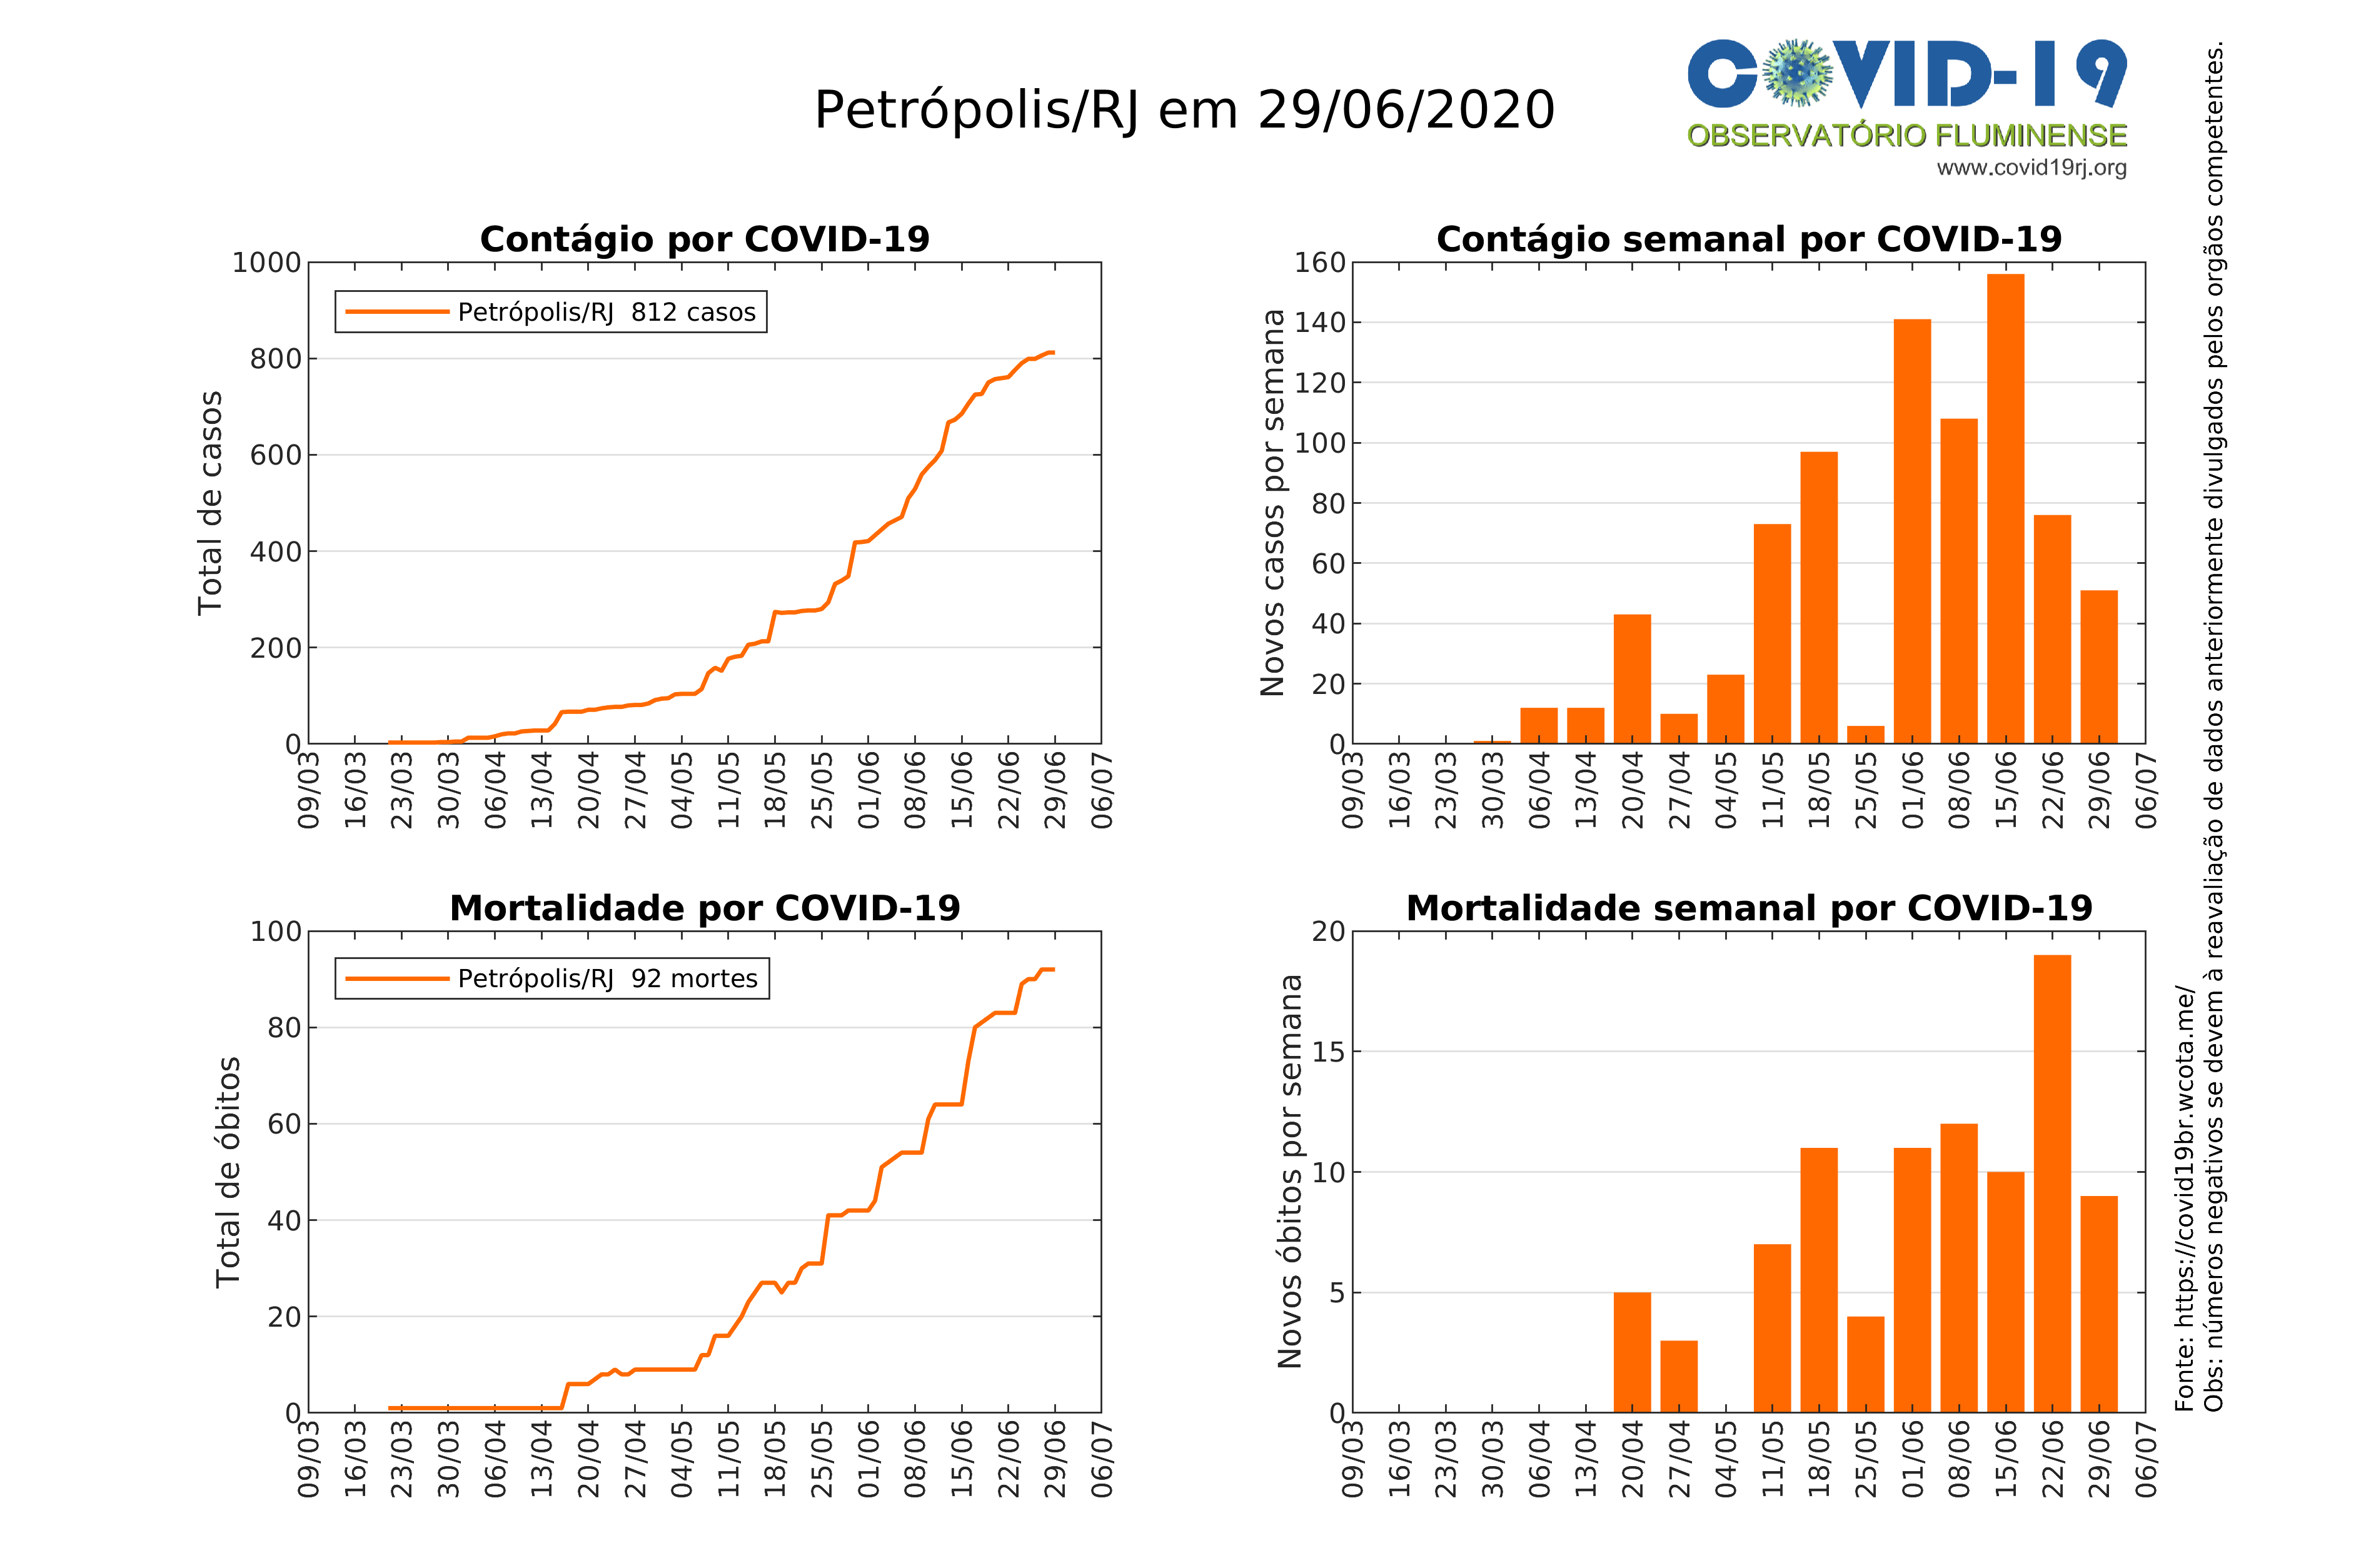 Petrópolis/RJ em 29/06/2020
COVID-19
OBSERVATÓRIO FLUMINENSE
www.covid19rj.org
Contágio por COVID-19
Total de casos
1000
800
600
400
200
0
Petrópolis/RJ 812 casos
09/03 16/03 23/03 30/03 06/04 13/04 20/04 27/04 04/05 11/05 18/05 25/05 01/06 08/06 15/06 22/06 29/06 06/07
Contágio semanal por COVID-19
Novos casos por semana
160
140
120
100
80
60
40
20
0
09/03 16/03 23/03 30/03 06/04 13/04 20/04 27/04 04/05 11/05 18/05 25/05 01/06 08/06 15/06 22/06 29/06 06/07
Mortalidade por COVID-19
Total de óbitos
100
80
60
40
20
0
Petrópolis/RJ 92 mortes
09/03 16/03 23/03 30/03 06/04 13/04 20/04 27/04 04/05 11/05 18/05 25/05 01/06 08/06 15/06 22/06 29/06 06/07
Mortalidade semanal por COVID-19
Novos óbitos por semana
20
15
10
5
0
09/03 16/03 23/03 30/03 06/04 13/04 20/04 27/04 04/05 11/05 18/05 25/05 01/06 08/06 15/06 22/06 29/06 06/07
Fonte: https://covid19br.wcota.me/
Obs: números negativos se devem à reavaliação de dados anteriormente divulgados pelos orgãos competentes.